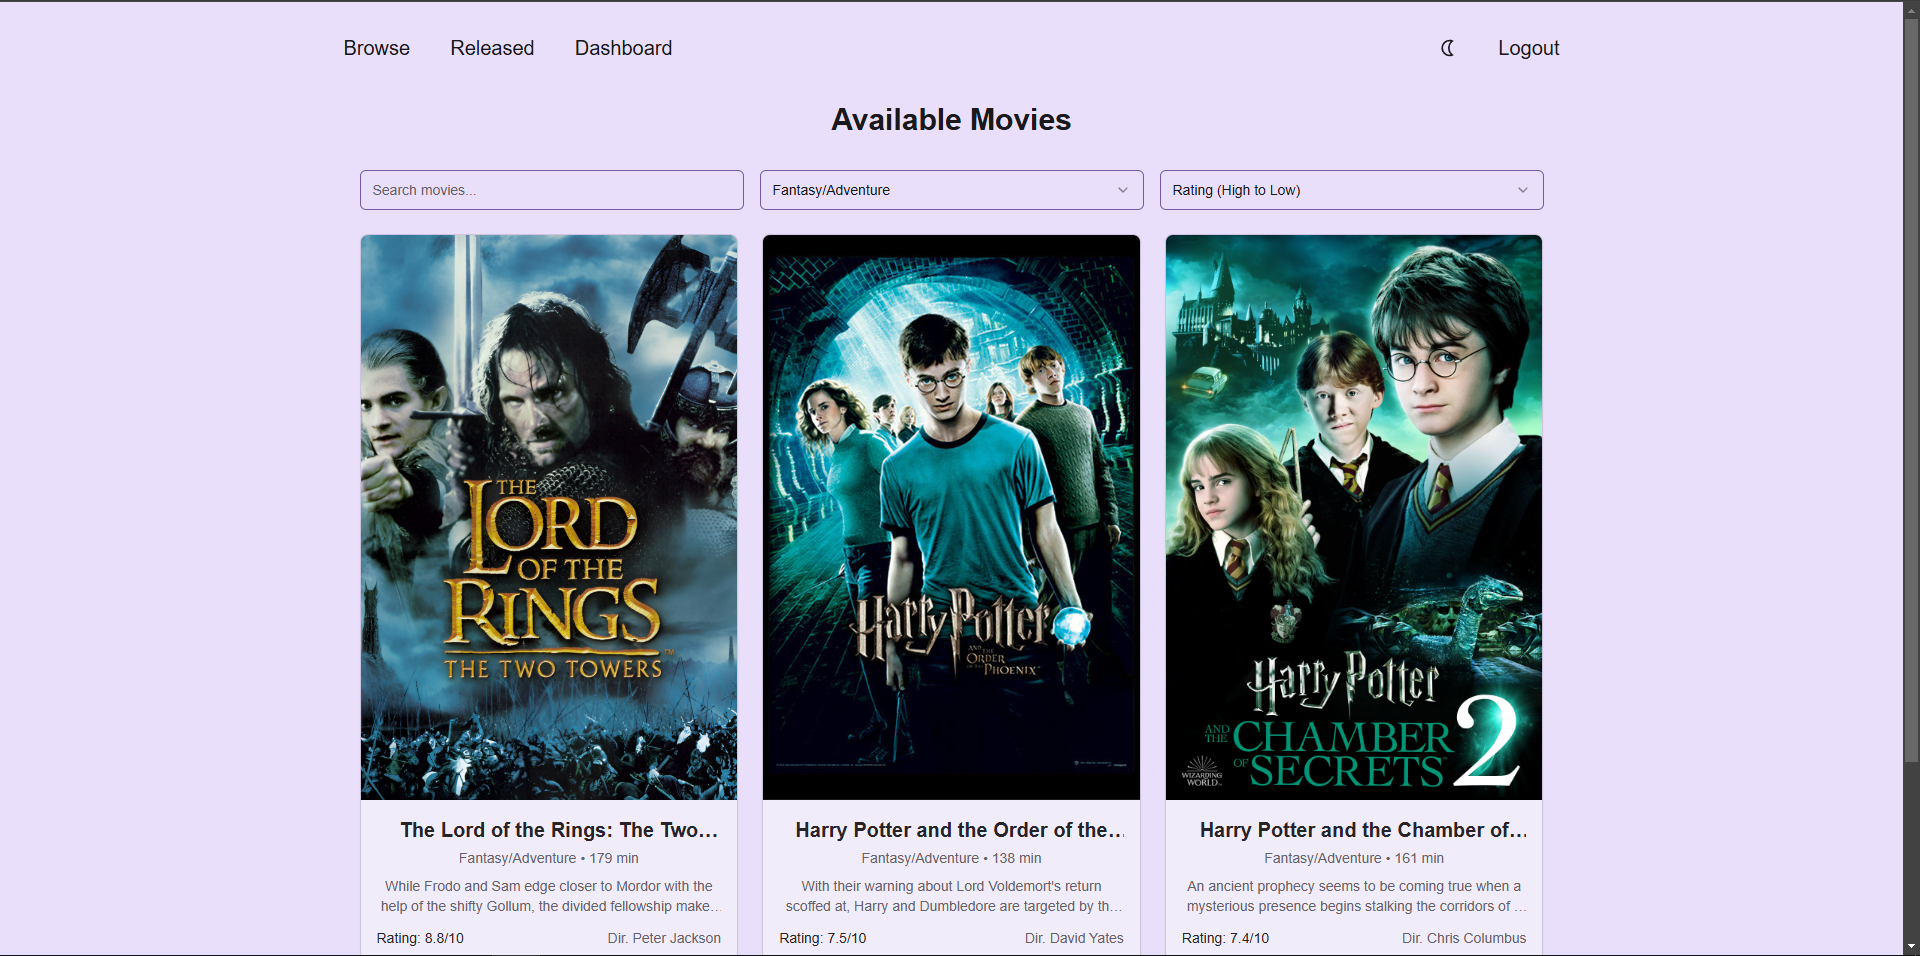 Browse Released Dashboard Logout
Available Movies
Search movies...
Fantasy/Adventure
Rating (High to Low)
THE
LORD
OF THE
RINGS
THE TWO TOWERS
TM
The Lord of the Rings: The Two...
Fantasy/Adventure • 179 min
While Frodo and Sam edge closer to Mordor with the
help of the shifty Gollum, the divided fellowship make...
Rating: 8.8/10 Dir. Peter Jackson
Harry Potter
AND THE
ORDER
OF THE
PHOENIX
Harry Potter and the Order of the...
Fantasy/Adventure • 138 min
With their warning about Lord Voldemort's return
scoffed at, Harry and Dumbledore are targeted by th...
Rating: 7.5/10 Dir. David Yates
Harry Potter
AND THE
CHAMBER
OF SECRETS
2
WIZARDING
WORLD
Harry Potter and the Chamber of...
Fantasy/Adventure • 161 min
An ancient prophecy seems to be coming true when a
mysterious presence begins stalking the corridors of ...
Rating: 7.4/10 Dir. Chris Columbus